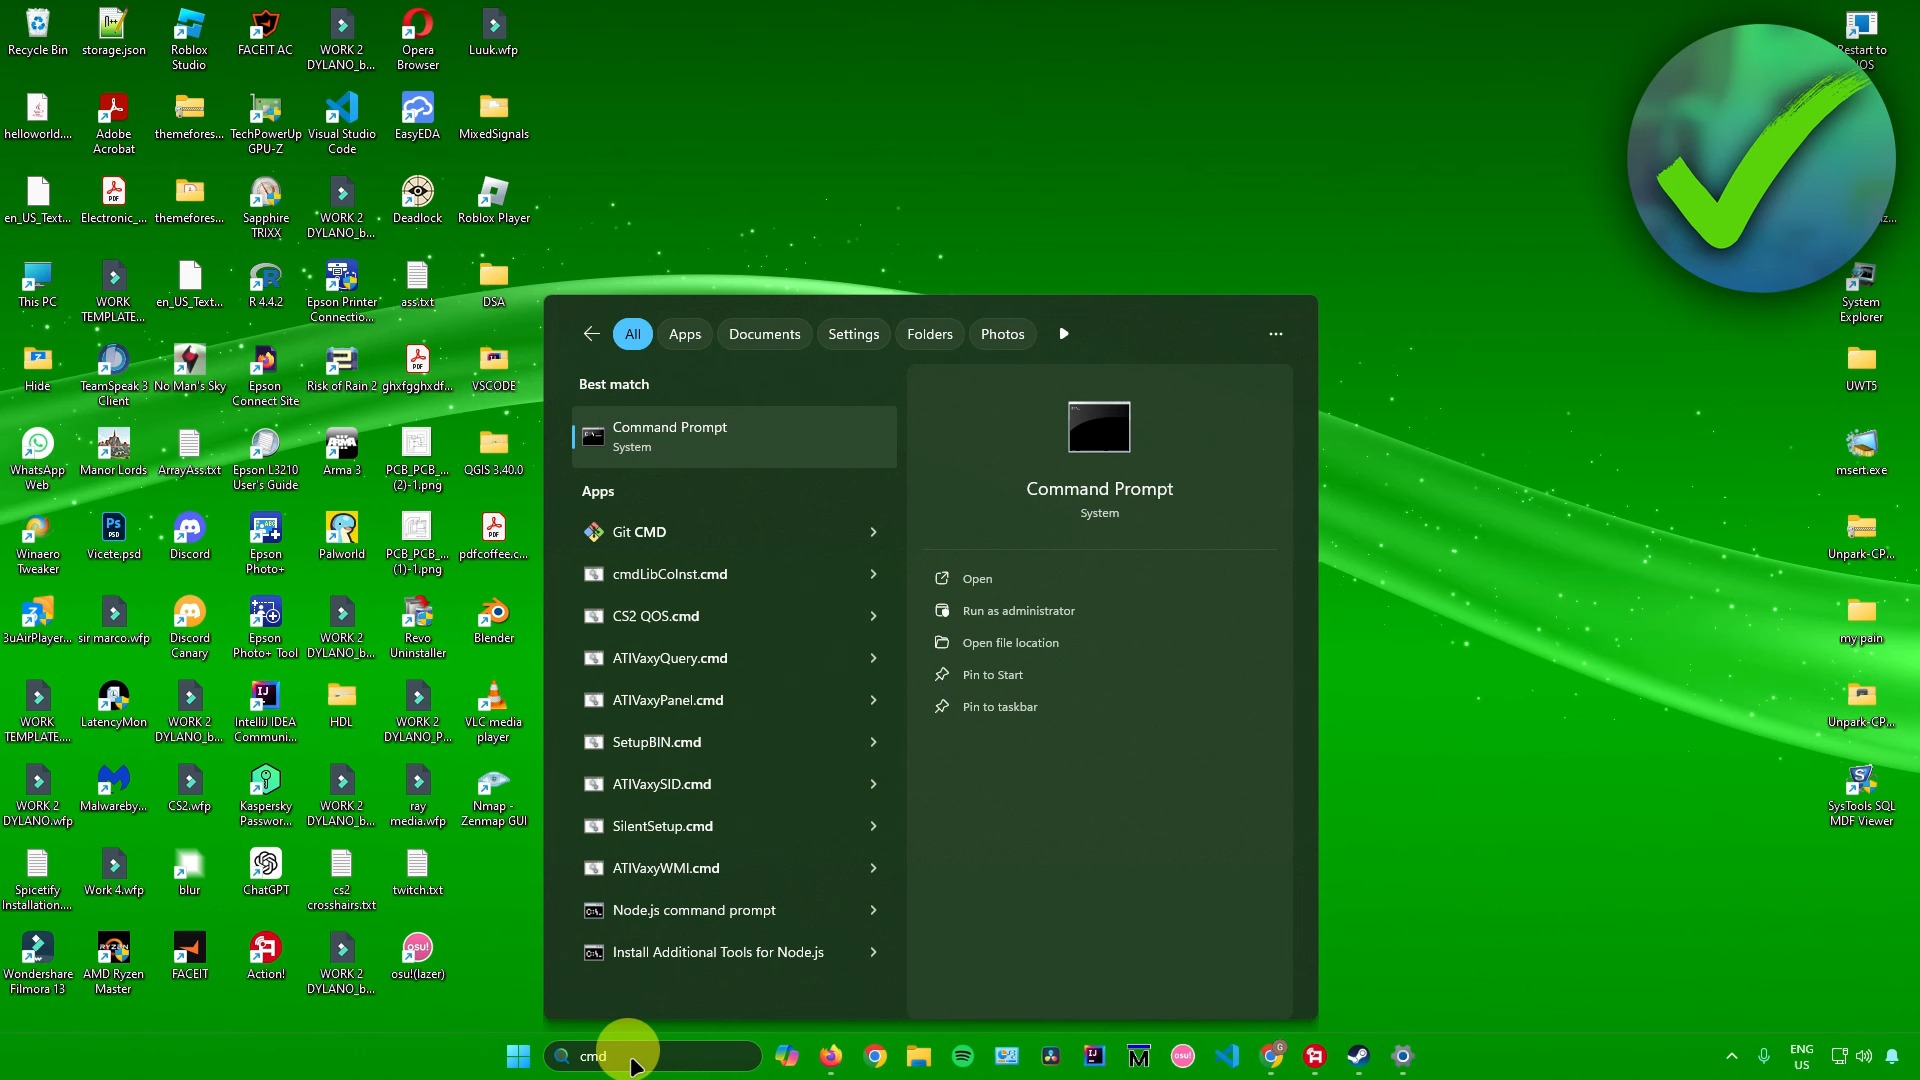 Recycle Bin
storage.json
Roblox
Studio
FACEIT AC
WORK 2
DYLANO_b...
Opera
Browser
Luuk.wfp
Restart to
helloworld....
Adobe
Acrobat
themefores...
TechPowerUp
GPU-Z
Visual Studio
Code
EasyEDA
MixedSignals
en_US_Text...
Electronic_...
themefores...
Sapphire
TRIXX
WORK 2
DYLANO_b...
Deadlock
Roblox Player
This PC
WORK
TEMPLATE...
en_US_Text...
R 4.4.2
Epson Printer
Connectio...
ass.txt
DSA
System
Explorer
Hide
TeamSpeak 3
Client
No Man's Sky
Epson
Connect Site
Risk of Rain 2
ghxfgghxdf...
VSCODE
UWT5
WhatsApp
Web
Manor Lords
ArrayAss.txt
Epson L3210
User's Guide
Arma 3
PCB_PCB_...
(2)-1.png
QGIS 3.40.0
msert.exe
Winaero
Tweaker
Vicete.psd
Discord
Epson
Photo+
Palworld
PCB_PCB_...
(1)-1.png
pdfcoffee.c...
Unpark-CP...
3uAirPlayer...
sir marco.wfp
Discord
Canary
Epson
Photo+ Tool
WORK 2
DYLANO_b...
Revo
Uninstaller
Blender
my pain
WORK
TEMPLATE....
LatencyMon
WORK 2
DYLANO_b...
IntelliJ IDEA
Communi...
HDL
WORK 2
DYLANO_P...
VLC media
player
Unpark-CP...
WORK 2
DYLANO.wfp
Malwareby...
CS2.wfp
Kaspersky
Passwor...
WORK 2
DYLANO_b...
ray
media.wfp
Nmap -
Zenmap GUI
SysTools SQL
MDF Viewer
Spicetify
Installation....
Work 4.wfp
blur
ChatGPT
cs2
crosshairs.txt
twitch.txt
Wondershare
Filmora 13
AMD Ryzen
Master
FACEIT
Action!
WORK 2
DYLANO_b...
osu!(lazer)
All
Apps
Documents
Settings
Folders
Photos
Best match
Command Prompt
System
Apps
Git CMD
cmdLibCoInst.cmd
CS2 QOS.cmd
ATIVaxyQuery.cmd
ATIVaxyPanel.cmd
SetupBIN.cmd
ATIVaxySID.cmd
SilentSetup.cmd
ATIVaxyWMI.cmd
Node.js command prompt
Install Additional Tools for Node.js
Command Prompt
System
Open
Run as administrator
Open file location
Pin to Start
Pin to taskbar
cmd
ENG
US